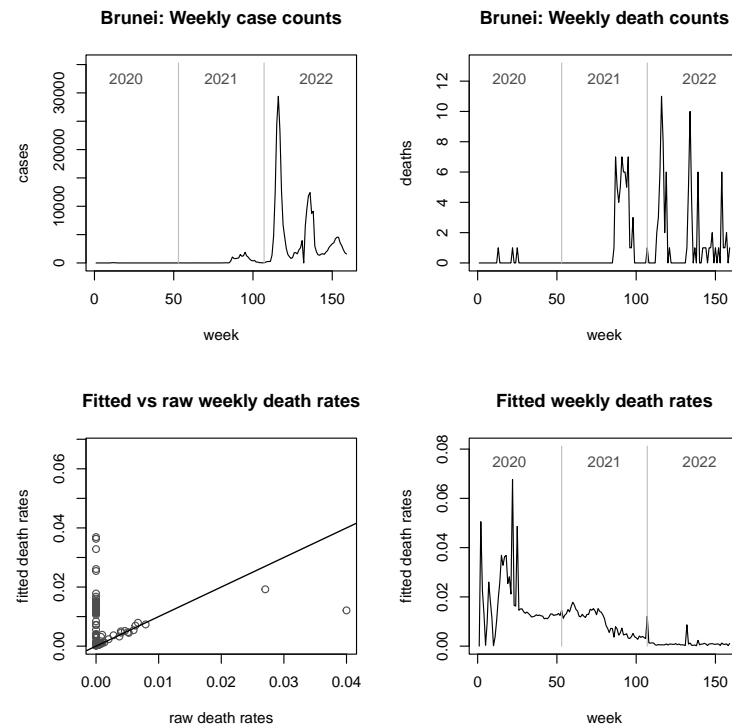 Brunei: Weekly case counts
2020 2021 2022
30000
20000
10000
0
cases
0 50 100 150
week
Brunei: Weekly death counts
2020 2021 2022
12
10
8
6
4
2
0
deaths
0 50 100 150
week
Fitted vs raw weekly death rates
0.06
0.04
0.02
0.00
fitted death rates
0.00 0.01 0.02 0.03 0.04
raw death rates
Fitted weekly death rates
2020 2021 2022
0.08
0.06
0.04
0.02
0.00
fitted death rates
0 50 100 150
week